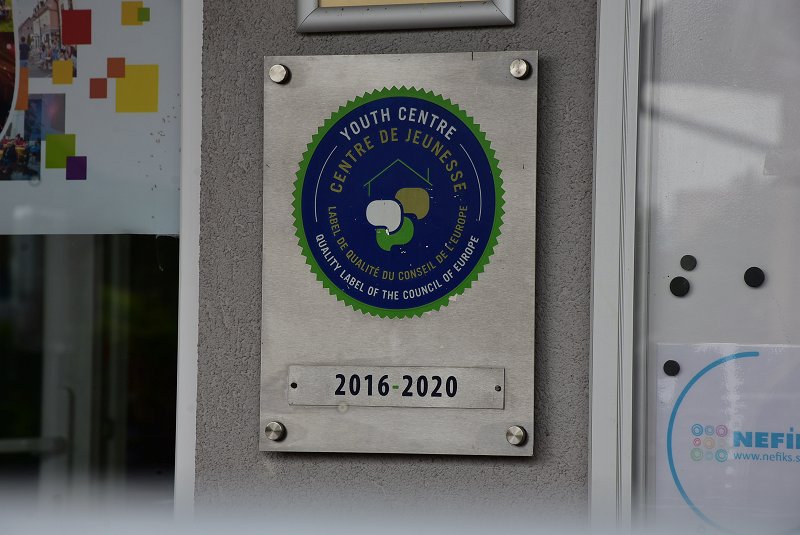 YOUTH CENTRE
CENTRE DE JEUNESSE
LABEL DE QUALITÉ DU CONSEIL DE L'EUROPE
QUALITY LABEL OF THE COUNCIL OF EUROPE
2016-2020
NEFİKS
www.nefiks.s